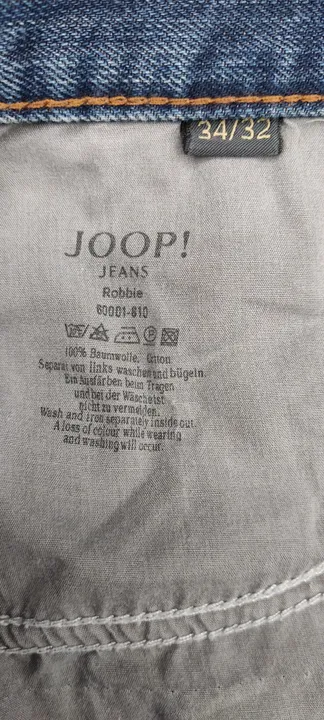 34/32
JOOP!
JEANS
Robbie
60001-810
100% Baumwolle, Cotton
Separat von links waschen und bügeln.
Ein Ausfärben beim Tragen
und bei der Wäsche ist
nicht zu vermeiden.
Wash and iron separately inside out.
A loss of colour while wearing
and washing will occur.